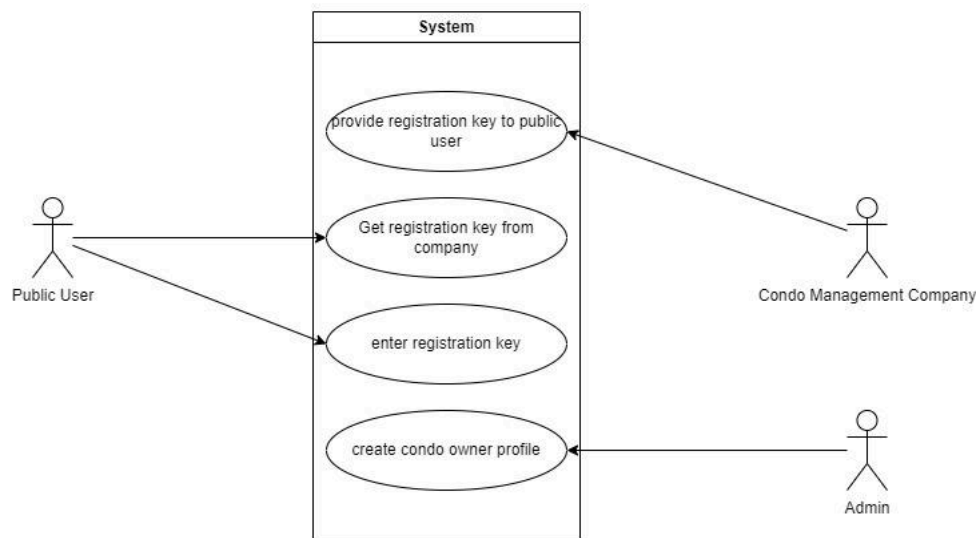 System
provide registration key to public
user
Get registration key from
company
Public User
Condo Management Company
enter registration key
create condo owner profile
Admin